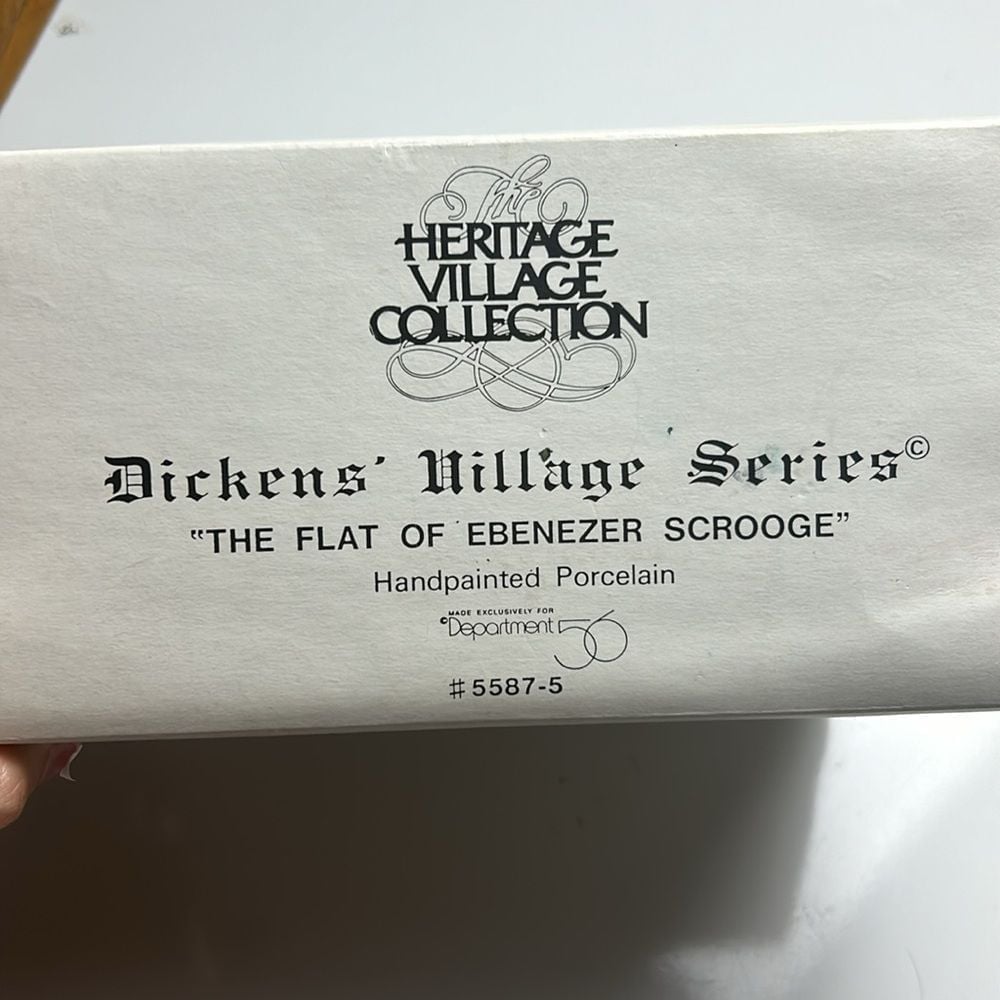 The
HERITAGE
VILLAGE
COLLECTION
Dickens' Village Series©
"THE FLAT OF EBENEZER SCROOGE"
Handpainted Porcelain
MADE EXCLUSIVELY FOR
©Department 56
#5587-5